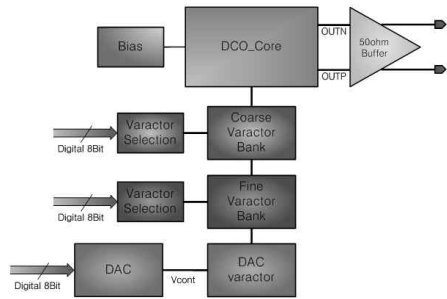 Bias
DCO_Core
OUTN
OUTP
50ohm
Buffer
Digital 8Bit
Varactor
Selection
Coarse
Varactor
Bank
Digital 8Bit
Varactor
Selection
Fine
Varactor
Bank
Digital 8Bit
DAC
Vcont
DAC
varactor